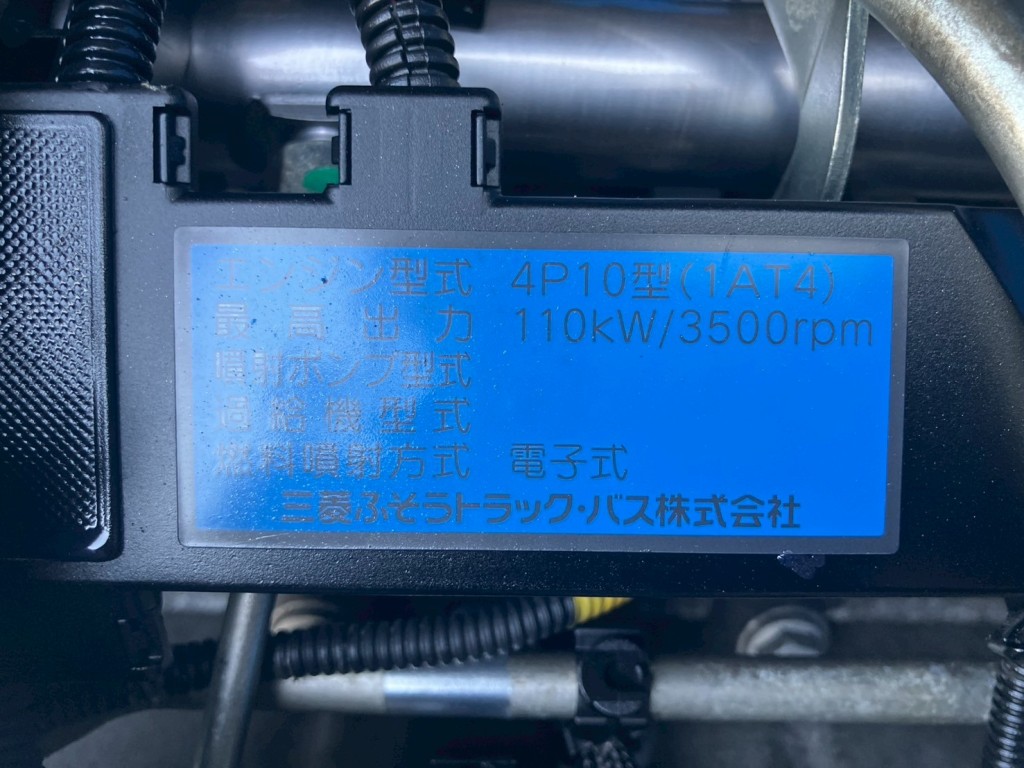 エンジン型式 4P10型(1AT4)
最高出力 110kW/3500rpm
噴射ポンプ型式
過給機型式
燃料噴射方式 電子式
三菱ふそうトラック・バス株式会社